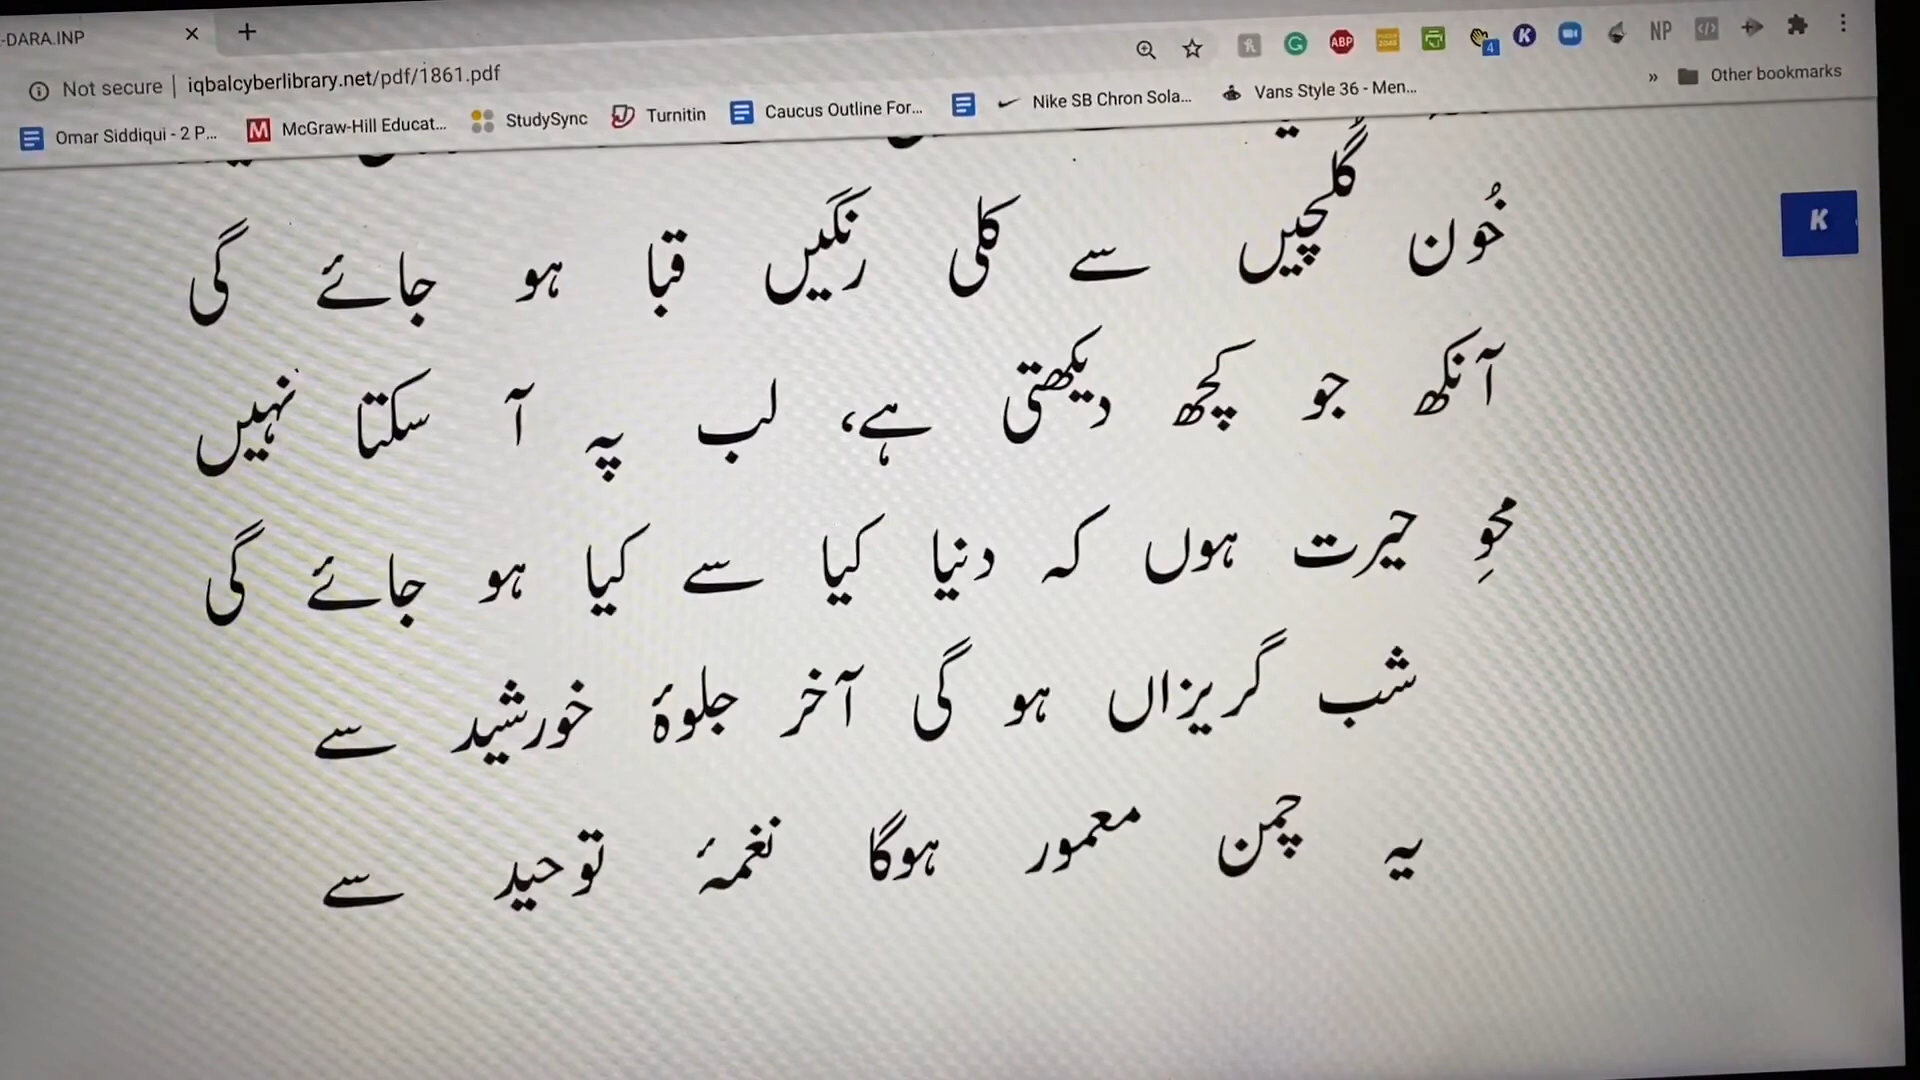 -DARA.INP
Not secure | iqbalcyberlibrary.net/pdf/1861.pdf
ABP
4
K
NP
Omar Siddiqui - 2 P...
McGraw-Hill Educat...
StudySync
Turnitin
Caucus Outline For...
Nike SB Chron Sola...
Vans Style 36 - Men...
»
Other bookmarks
K
خُون گلچیں سے کلی رنگیں قبا ہو جائے گی
آنکھ جو کچھ دیکھتی ہے، لب پہ آ سکتا نہیں
محوِ حیرت ہوں کہ دنیا کیا سے کیا ہو جائے گی
شب گریزاں ہو گی آخر جلوۂ خورشید سے
یہ چمن معمور ہوگا نغمۂ توحید سے